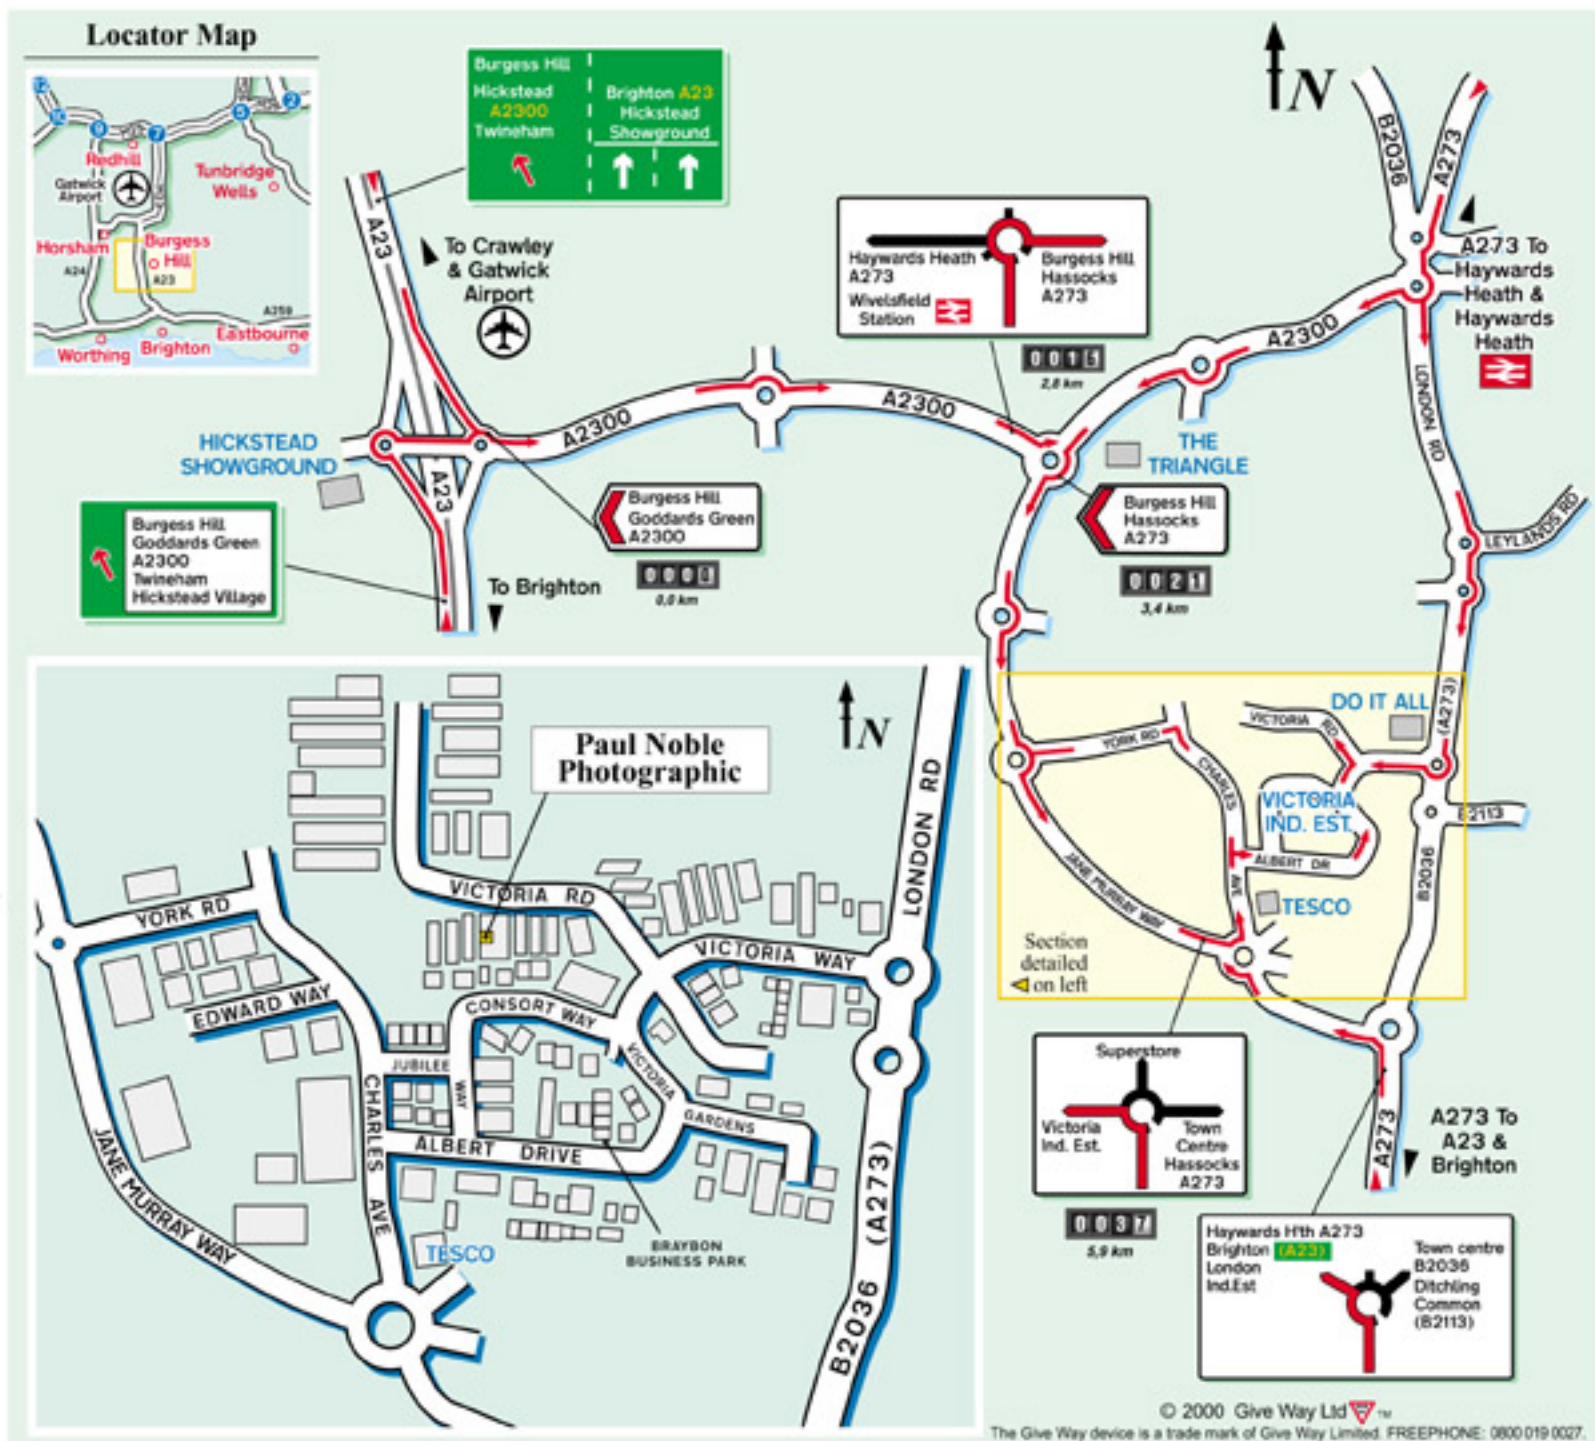 Locator Map
12
10
9
7
5
2
Redhill
Gatwick
Airport
Tunbridge
Wells
Horsham
Burgess
Hill
A24
A23
A259
Worthing
Brighton
Eastbourne
Burgess Hill
Hickstead
A2300
Twineham
Brighton A23
Hickstead
Showground
N
B2036
A273
A23
To Crawley
& Gatwick
Airport
Haywards Heath
A273
Wivelsfield
Station
Burgess Hill
Hassocks
A273
2,8 km
A273 To
Haywards
Heath &
Haywards
Heath
A2300
A2300
A2300
LONDON RD
HICKSTEAD
SHOWGROUND
A23
THE
TRIANGLE
Burgess Hill
Goddards Green
A2300
0,0 km
Burgess Hill
Hassocks
A273
0021
3,4 km
LEYLANDS RD
Burgess Hill
Goddards Green
A2300
Twineham
Hickstead Village
To Brighton
DO IT ALL
(A273)
VICTORIA RD
YORK RD
CHARLES AVE
VICTORIA
IND. EST.
B2113
ALBERT DR
JANE MURRAY WAY
TESCO
B2036
Section
detailed
on left
N
Paul Noble
Photographic
LONDON RD
VICTORIA RD
YORK RD
VICTORIA WAY
EDWARD WAY
CONSORT WAY
JUBILEE WAY
VICTORIA GARDENS
CHARLES AVE
ALBERT DRIVE
JANE MURRAY WAY
BRAYBON
BUSINESS PARK
TESCO
B2036 (A273)
Superstore
Victoria
Ind. Est.
Town
Centre
Hassocks
A273
0037
5,9 km
A273
A273 To
A23 &
Brighton
Haywards H'th A273
Brighton (A23)
London
Ind.Est
Town centre
B2036
Ditchling
Common
(B2113)
© 2000 Give Way Ltd TM
The Give Way device is a trade mark of Give Way Limited. FREEPHONE: 0800 019 0027.